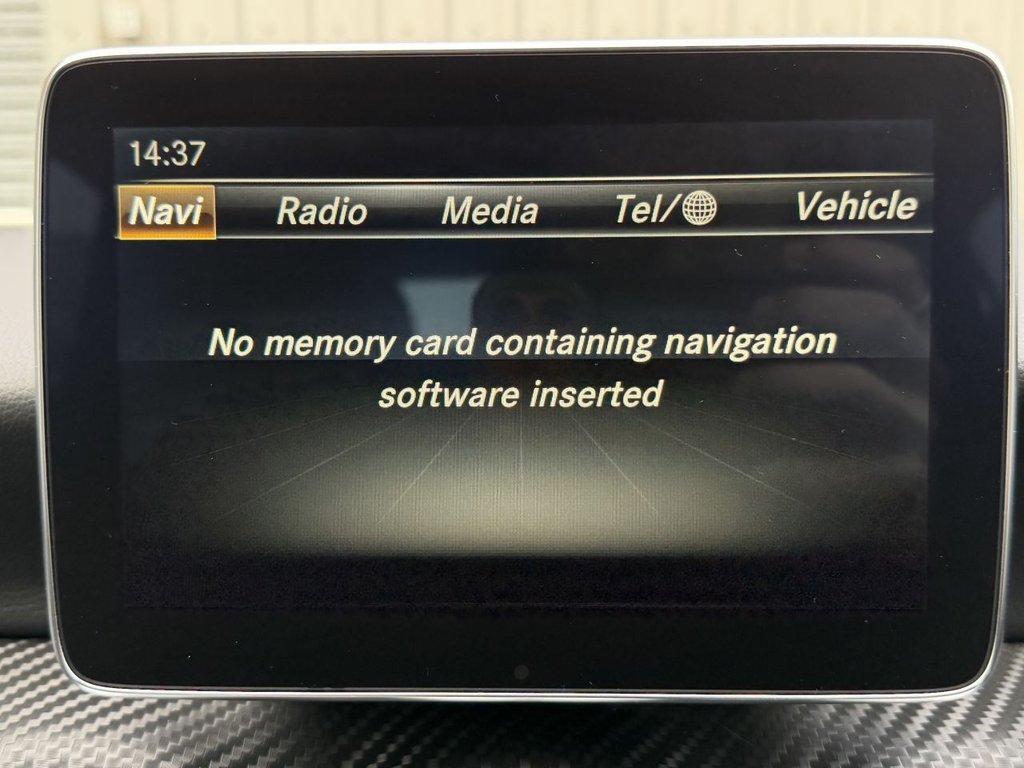 14:37
Navi Radio Media Tel/ Vehicle
No memory card containing navigation
software inserted